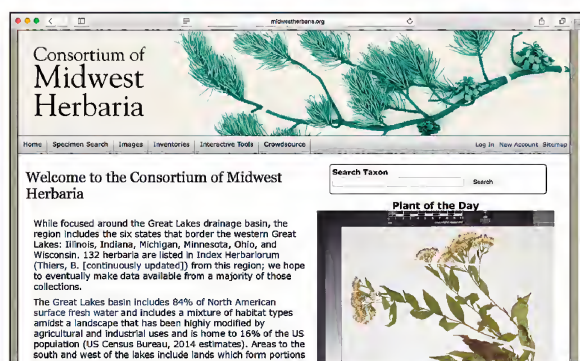 midwestherbaria.org
Consortium of
Midwest
Herbaria
Home Specimen Search Images Inventories Interactive Tools Crowdsource Log In New Account Sitemap
Welcome to the Consortium of Midwest
Herbaria
While focused around the Great Lakes drainage basin, the
region includes the six states that border the western Great
Lakes: Illinois, Indiana, Michigan, Minnesota, Ohio, and
Wisconsin. 132 herbaria are listed in Index Herbariorum
(Thiers, B. [continuously updated]) from this region; we hope
to eventually make data available from a majority of those
collections.
The Great Lakes basin includes 84% of North American
surface fresh water and includes a mixture of habitat types
amidst a landscape that has been highly modified by
agricultural and industrial uses and is home to 16% of the US
population (US Census Bureau, 2014 estimates). Areas to the
south and west of the lakes include lands which form portions
Search Taxon
Search
Plant of the Day